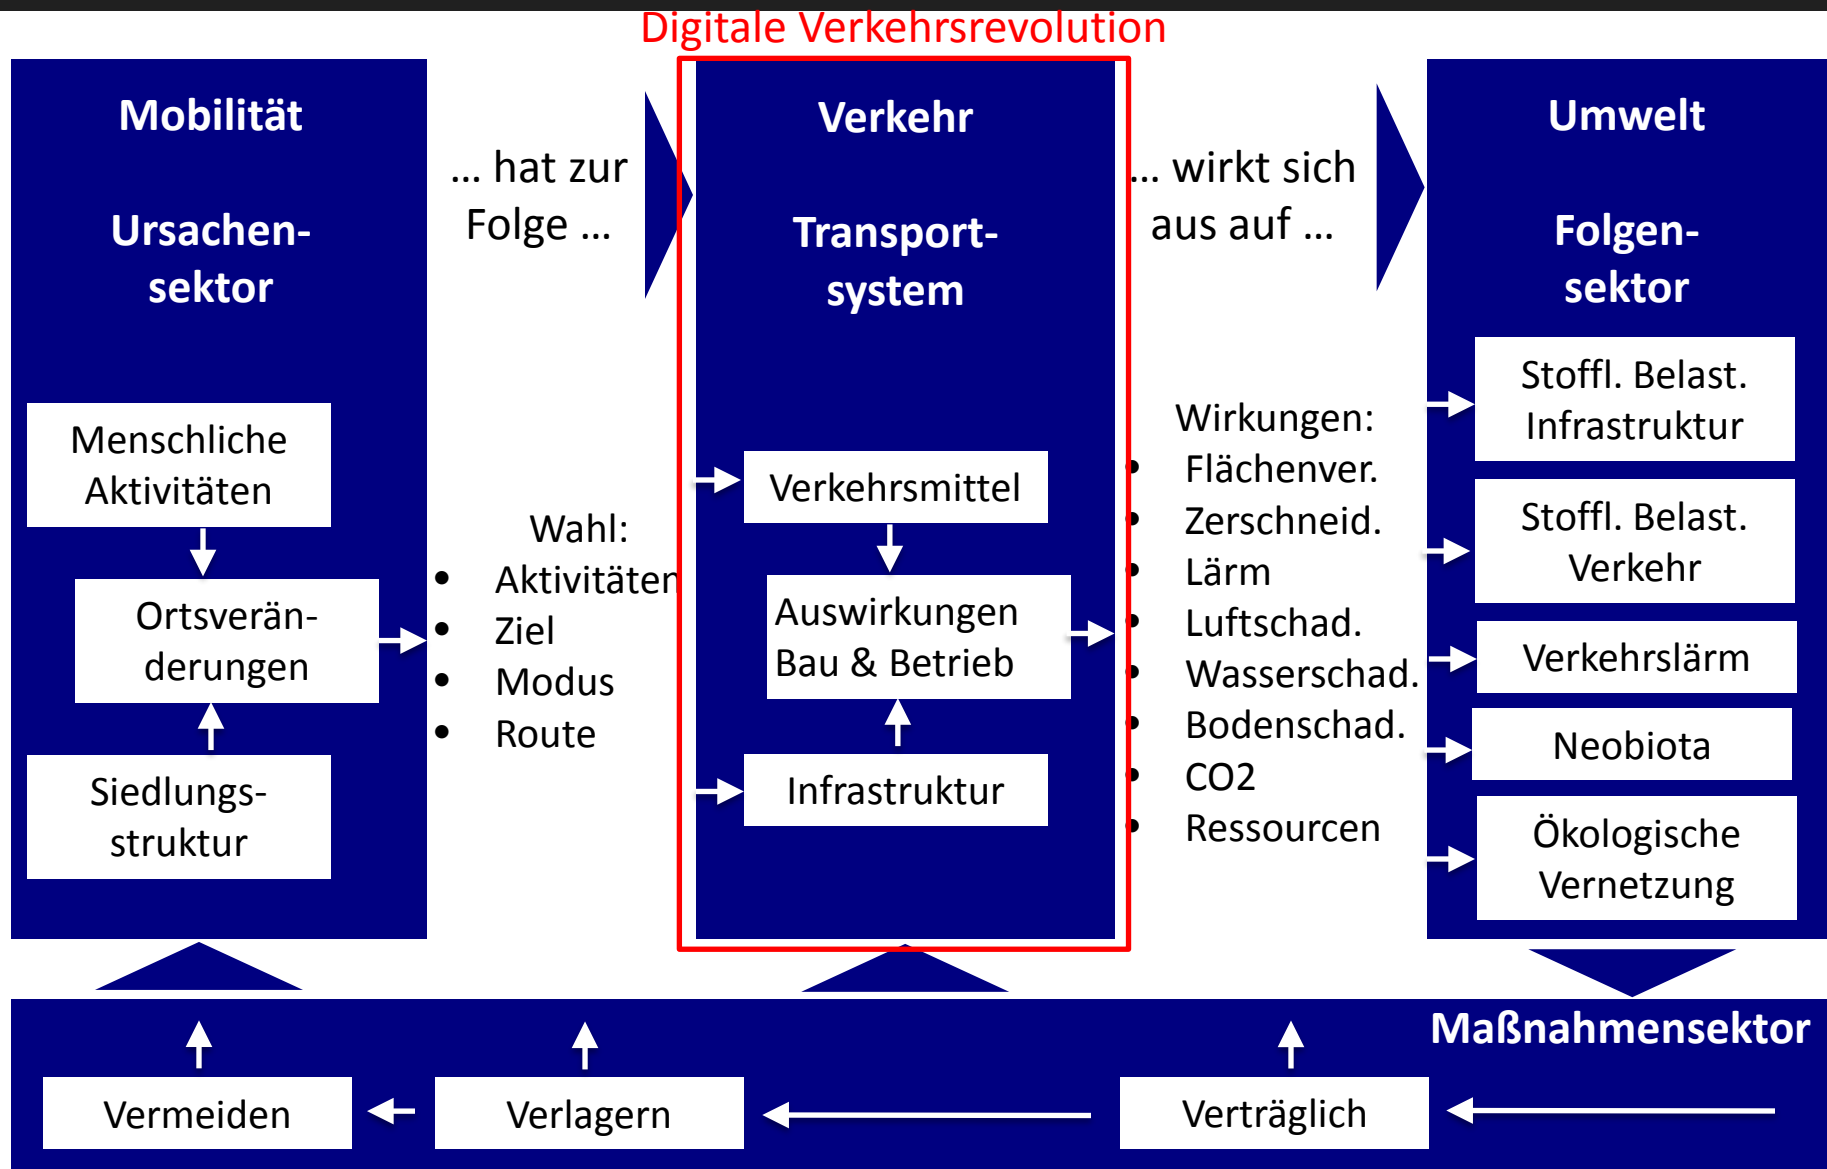 Digitale Verkehrsrevolution
Mobilität
Ursachen-
sektor
Menschliche
Aktivitäten
Ortsverän-
derungen
Siedlungs-
struktur
... hat zur
Folge ...
Wahl:
• Aktivitäten
• Ziel
• Modus
• Route
Verkehr
Transport-
system
Verkehrsmittel
Auswirkungen
Bau & Betrieb
Infrastruktur
... wirkt sich
aus auf ...
Wirkungen:
• Flächenver.
• Zerschneid.
• Lärm
• Luftschad.
• Wasserschad.
• Bodenschad.
• CO2
• Ressourcen
Umwelt
Folgen-
sektor
Stoffl. Belast.
Infrastruktur
Stoffl. Belast.
Verkehr
Verkehrslärm
Neobiota
Ökologische
Vernetzung
Maßnahmensektor
Vermeiden
Verlagern
Verträglich